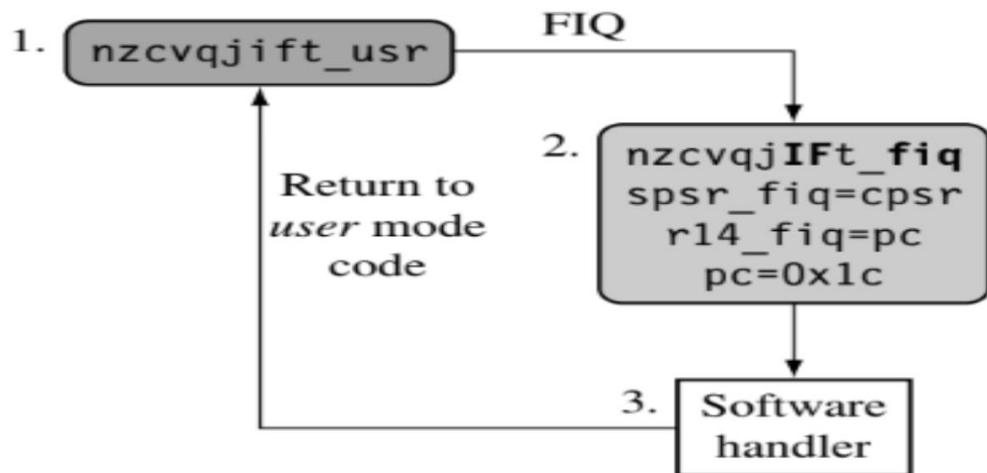 1. nzcvqjift_usr
FIQ
2. nzcvqjIFt_fiq
spsr_fiq=cpsr
r14_fiq=pc
pc=0x1c
Return to
user mode
code
3. Software
handler